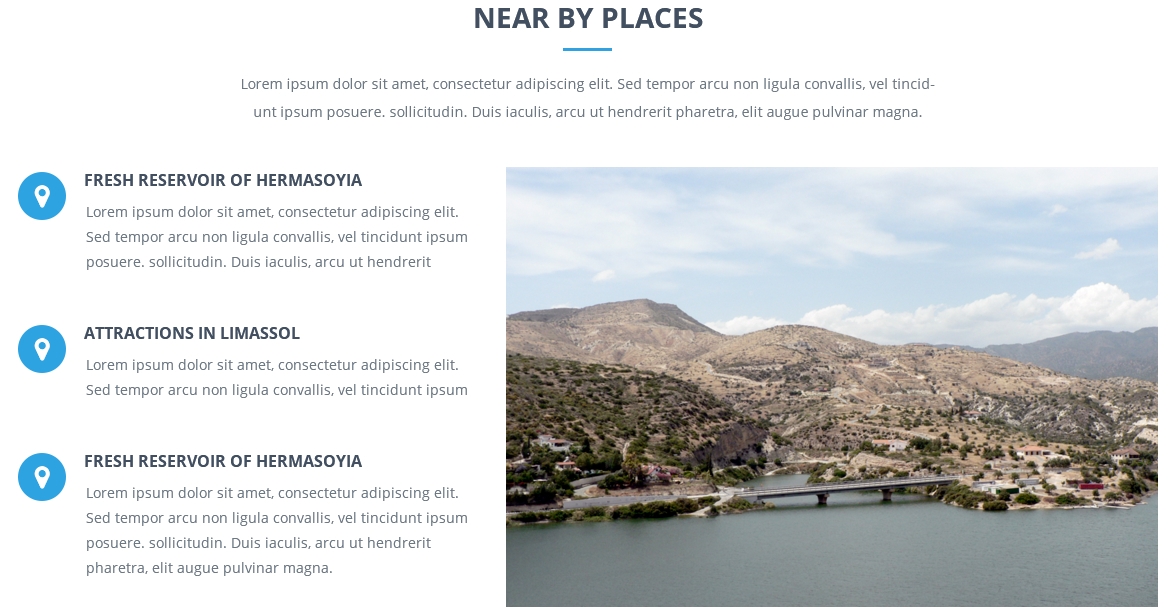 NEAR BY PLACES
Lorem ipsum dolor sit amet, consectetur adipiscing elit. Sed tempor arcu non ligula convallis, vel tincid-
unt ipsum posuere. sollicitudin. Duis iaculis, arcu ut hendrerit pharetra, elit augue pulvinar magna.
FRESH RESERVOIR OF HERMASOYIA
Lorem ipsum dolor sit amet, consectetur adipiscing elit.
Sed tempor arcu non ligula convallis, vel tincidunt ipsum
posuere. sollicitudin. Duis iaculis, arcu ut hendrerit
ATTRACTIONS IN LIMASSOL
Lorem ipsum dolor sit amet, consectetur adipiscing elit.
Sed tempor arcu non ligula convallis, vel tincidunt ipsum
FRESH RESERVOIR OF HERMASOYIA
Lorem ipsum dolor sit amet, consectetur adipiscing elit.
Sed tempor arcu non ligula convallis, vel tincidunt ipsum
posuere. sollicitudin. Duis iaculis, arcu ut hendrerit
pharetra, elit augue pulvinar magna.